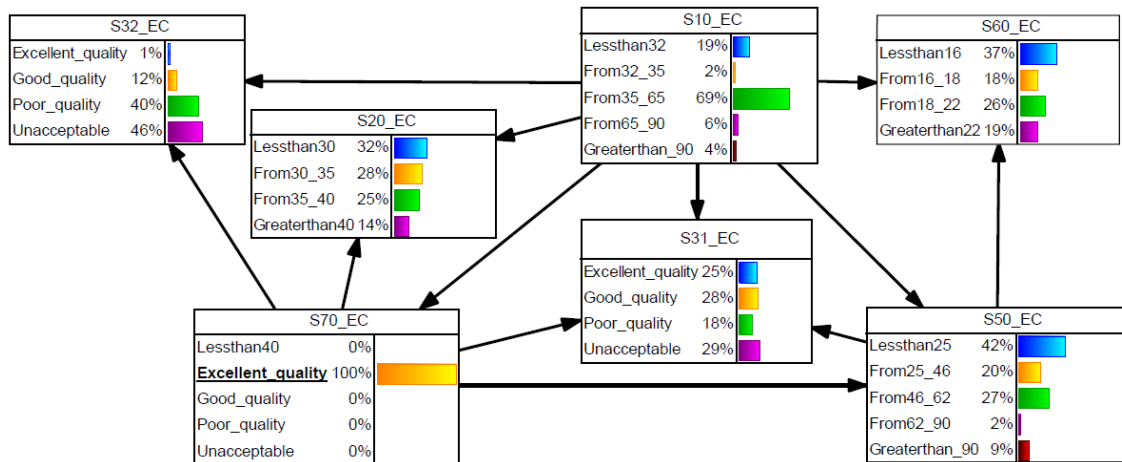 S32_EC
Excellent_quality 1%
Good_quality 12%
Poor_quality 40%
Unacceptable 46%
S10_EC
Lessthan32 19%
From32_35 2%
From35_65 69%
From65_90 6%
Greaterthan_90 4%
S60_EC
Lessthan16 37%
From16_18 18%
From18_22 26%
Greaterthan22 19%
S20_EC
Lessthan30 32%
From30_35 28%
From35_40 25%
Greaterthan40 14%
S31_EC
Excellent_quality 25%
Good_quality 28%
Poor_quality 18%
Unacceptable 29%
S70_EC
Lessthan40 0%
Excellent_quality 100%
Good_quality 0%
Poor_quality 0%
Unacceptable 0%
S50_EC
Lessthan25 42%
From25_46 20%
From46_62 27%
From62_90 2%
Greaterthan_90 9%